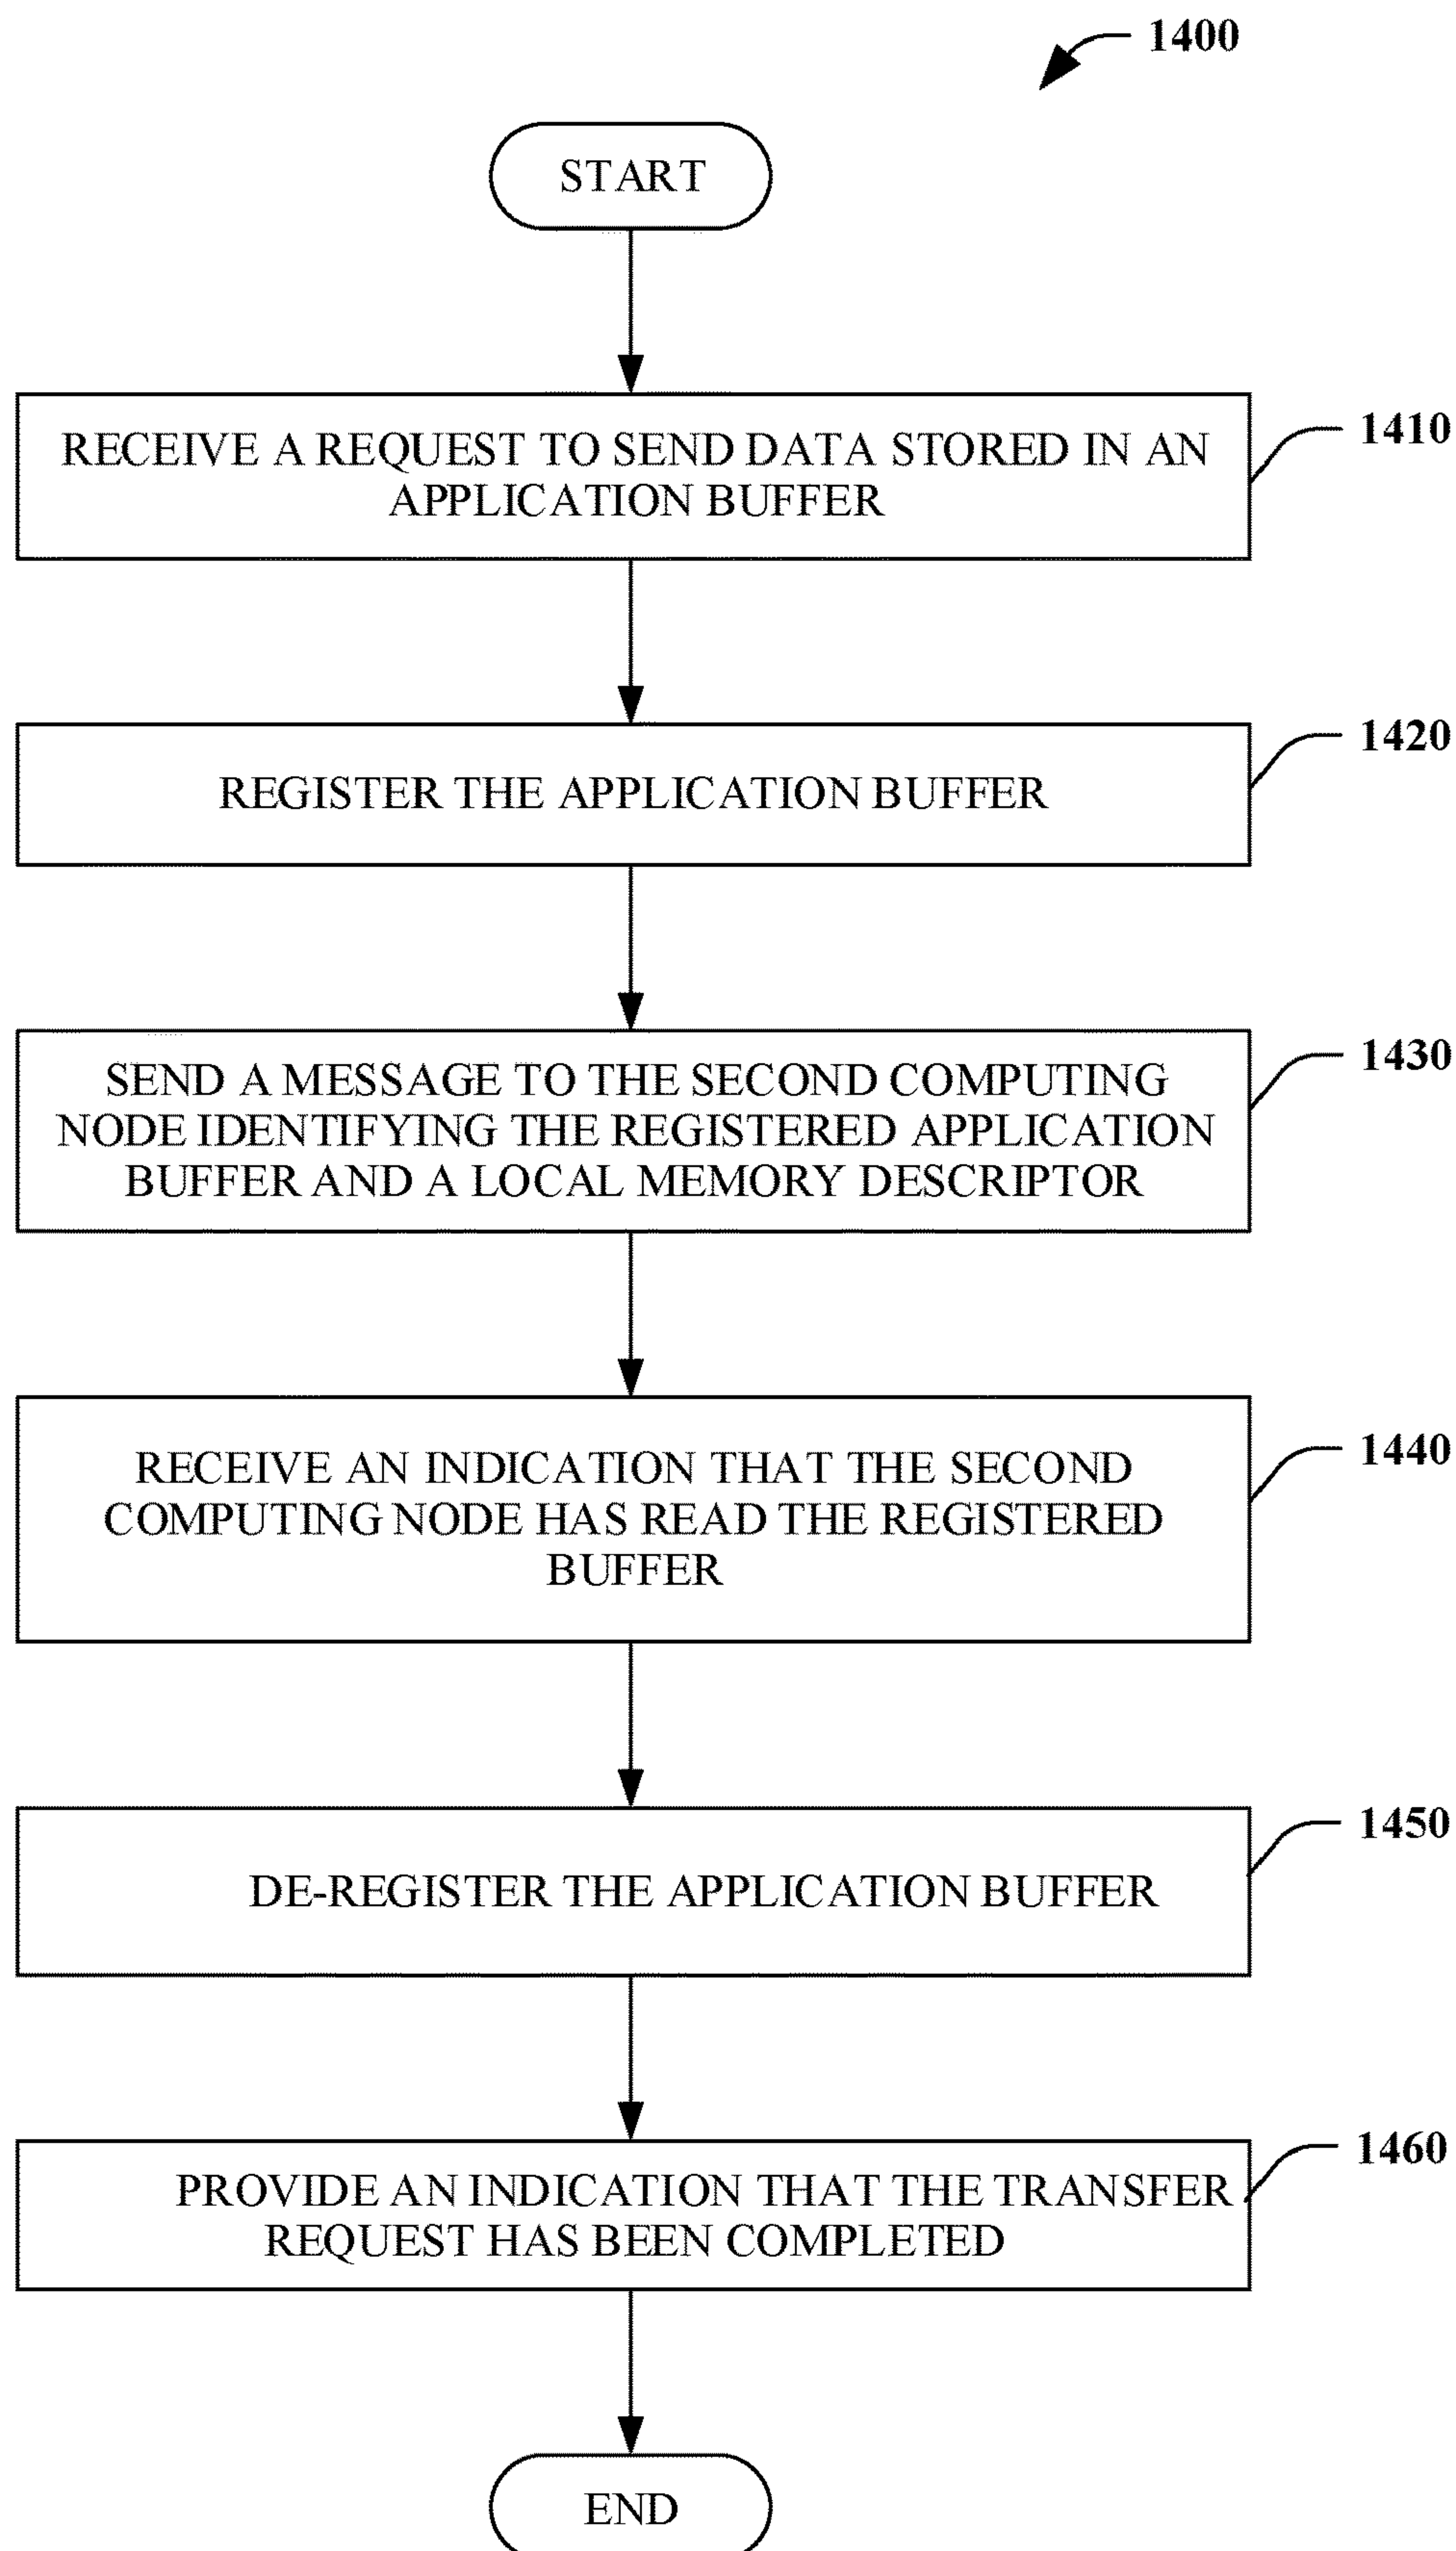 1400
START
RECEIVE A REQUEST TO SEND DATA STORED IN AN
APPLICATION BUFFER
1410
REGISTER THE APPLICATION BUFFER
1420
SEND A MESSAGE TO THE SECOND COMPUTING
NODE IDENTIFYING THE REGISTERED APPLICATION
BUFFER AND A LOCAL MEMORY DESCRIPTOR
1430
RECEIVE AN INDICATION THAT THE SECOND
COMPUTING NODE HAS READ THE REGISTERED
BUFFER
1440
DE-REGISTER THE APPLICATION BUFFER
1450
PROVIDE AN INDICATION THAT THE TRANSFER
REQUEST HAS BEEN COMPLETED
1460
END